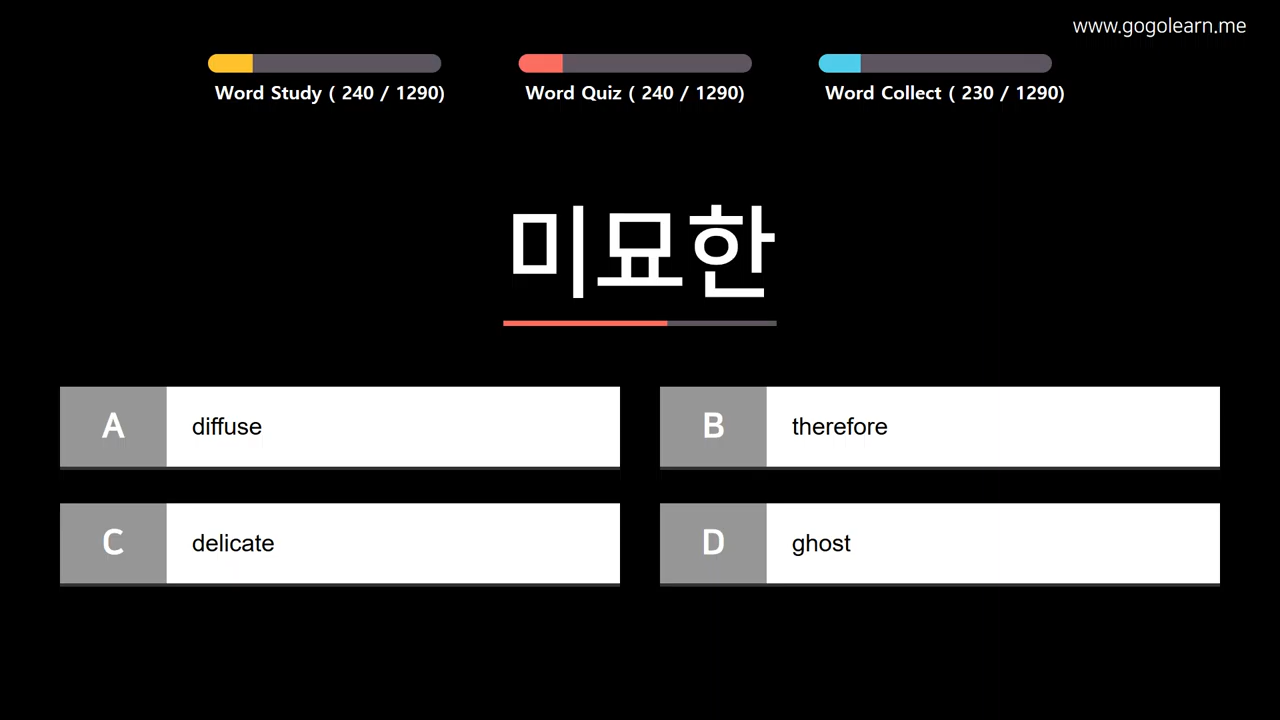 www.gogolearn.me
Word Study ( 240 / 1290)
Word Quiz ( 240 / 1290)
Word Collect ( 230 / 1290)
미묘한
A diffuse
B therefore
C delicate
D ghost